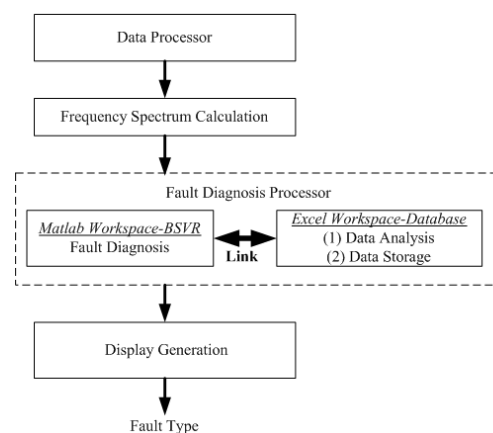 Data Processor
Frequency Spectrum Calculation
Fault Diagnosis Processor
Matlab Workspace-BSVR
Fault Diagnosis
Link
Excel Workspace-Database
(1) Data Analysis
(2) Data Storage
Display Generation
Fault Type